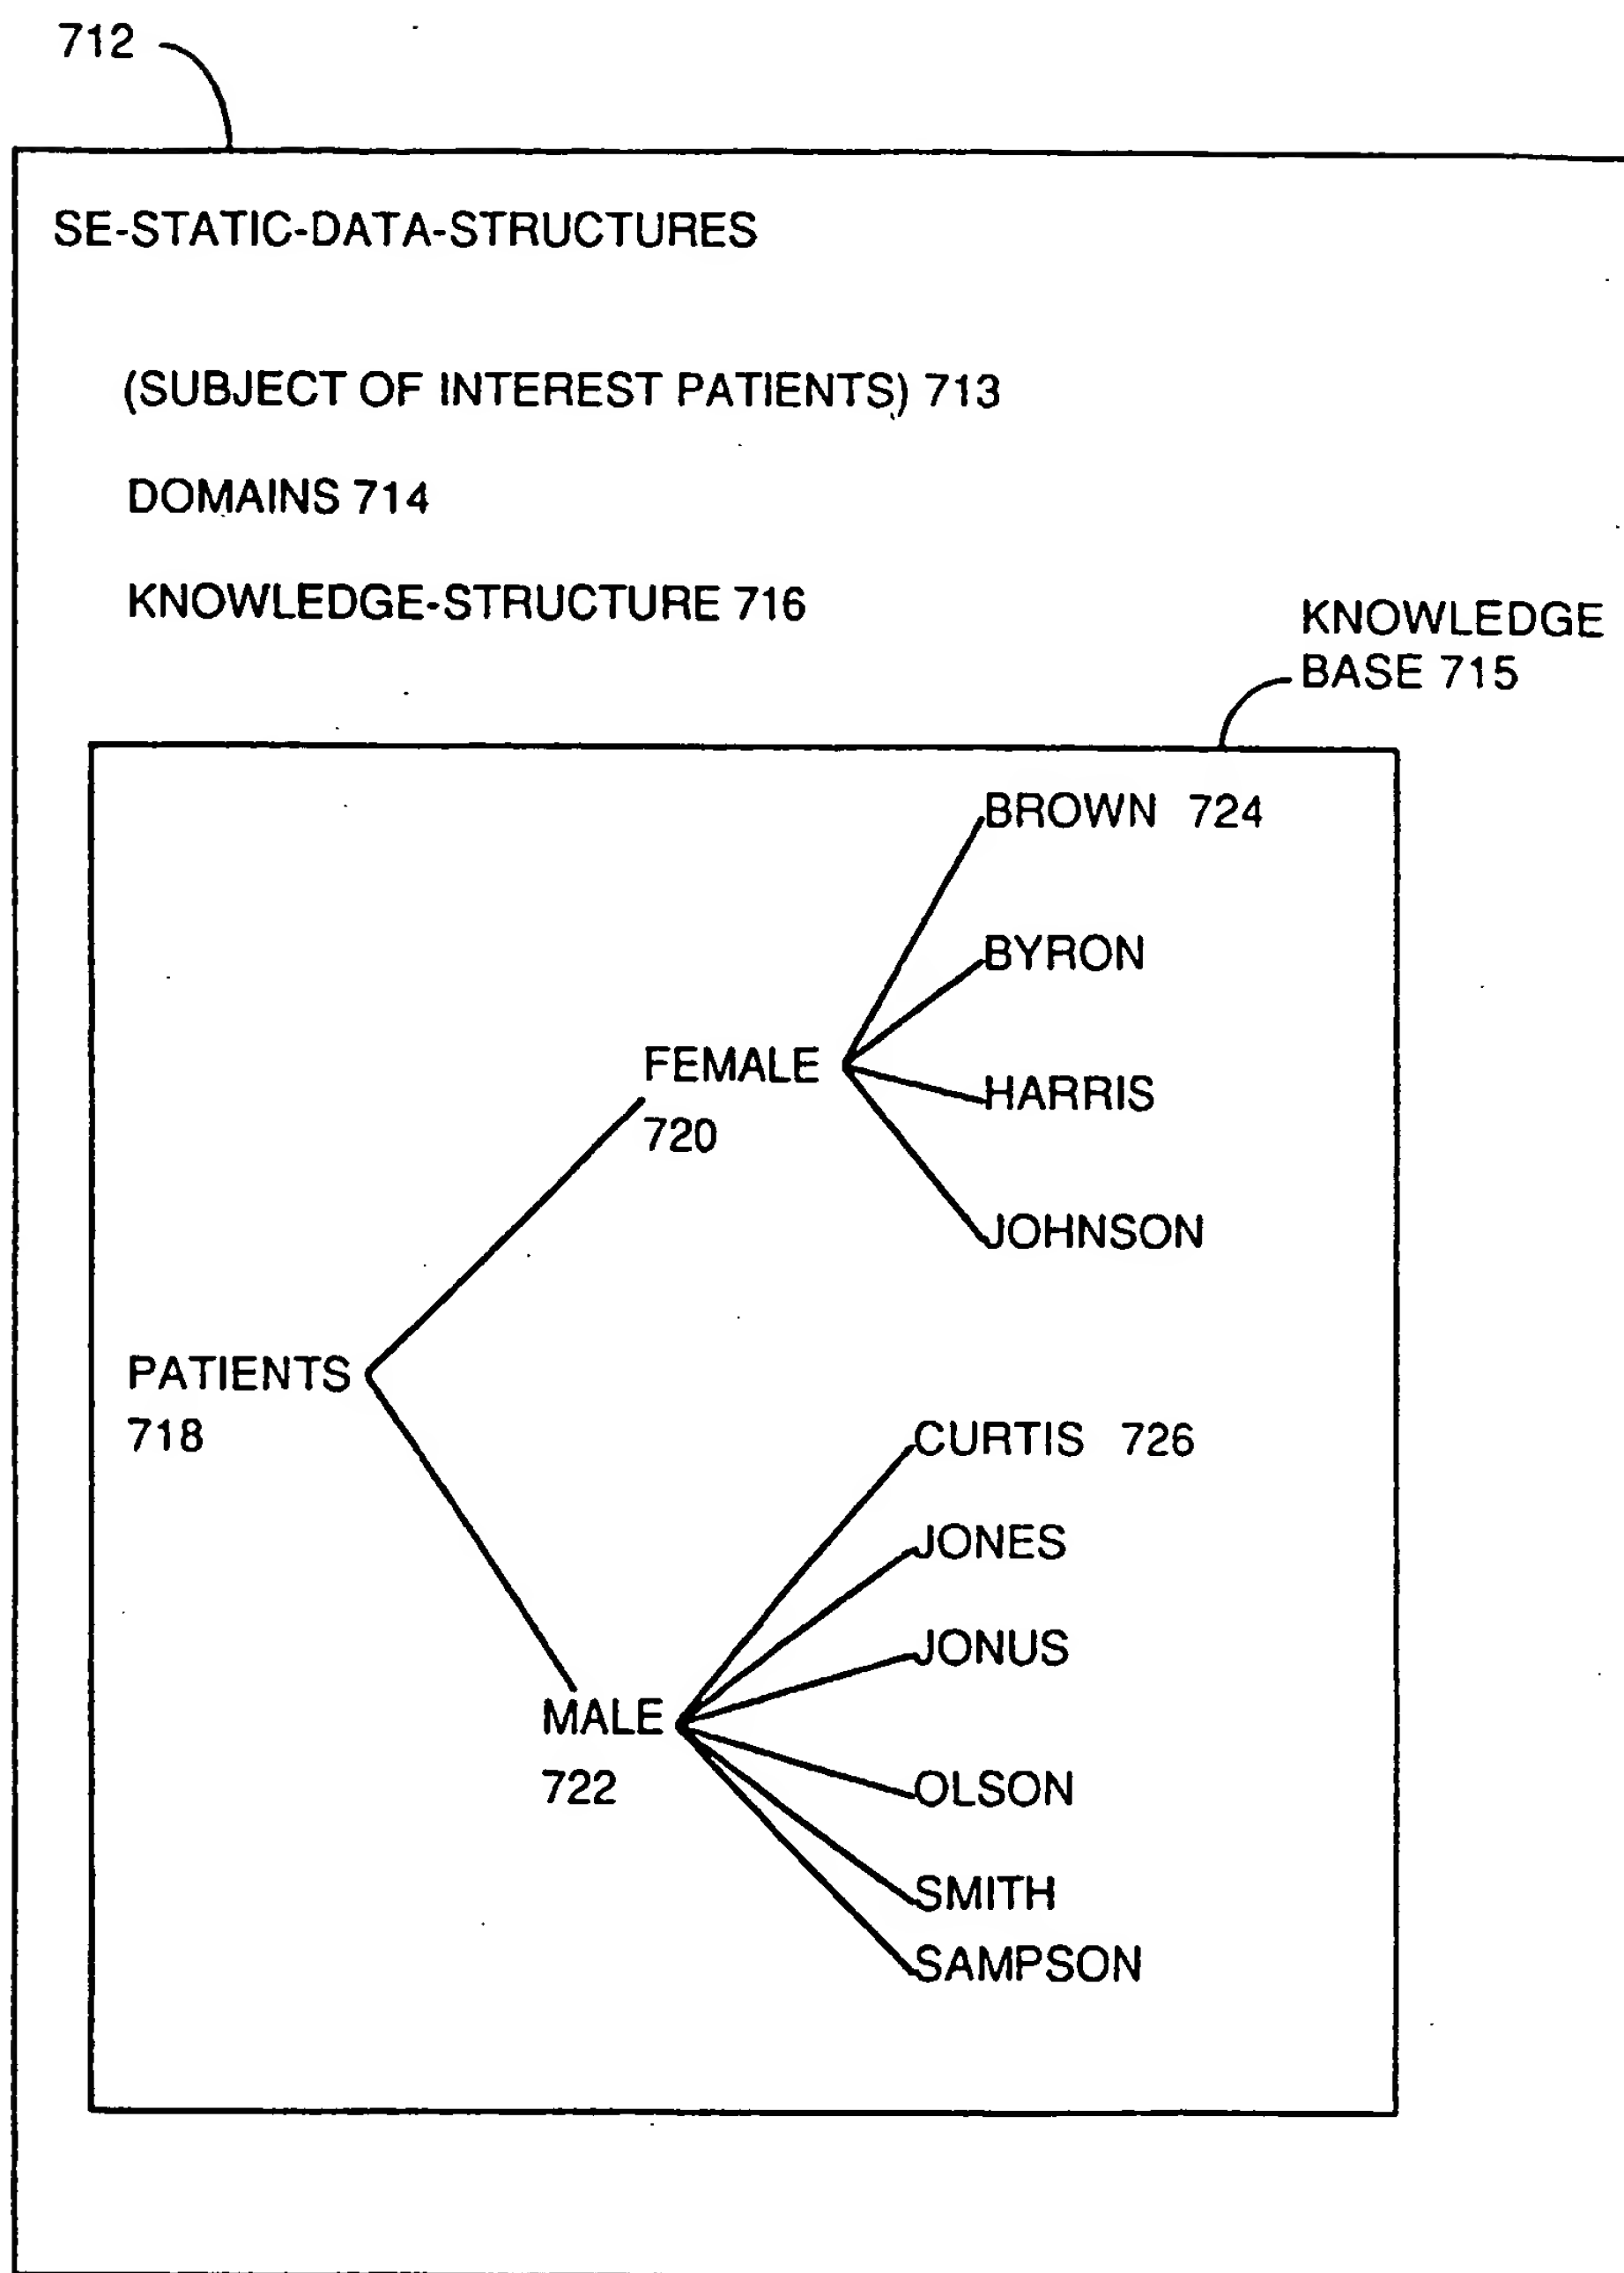 712
SE-STATIC-DATA-STRUCTURES
(SUBJECT OF INTEREST PATIENTS) 713
DOMAINS 714
KNOWLEDGE-STRUCTURE 716
KNOWLEDGE
BASE 715
BROWN 724
BYRON
FEMALE
720
HARRIS
JOHNSON
PATIENTS
718
CURTIS 726
JONES
JONUS
MALE
722
OLSON
SMITH
SAMPSON